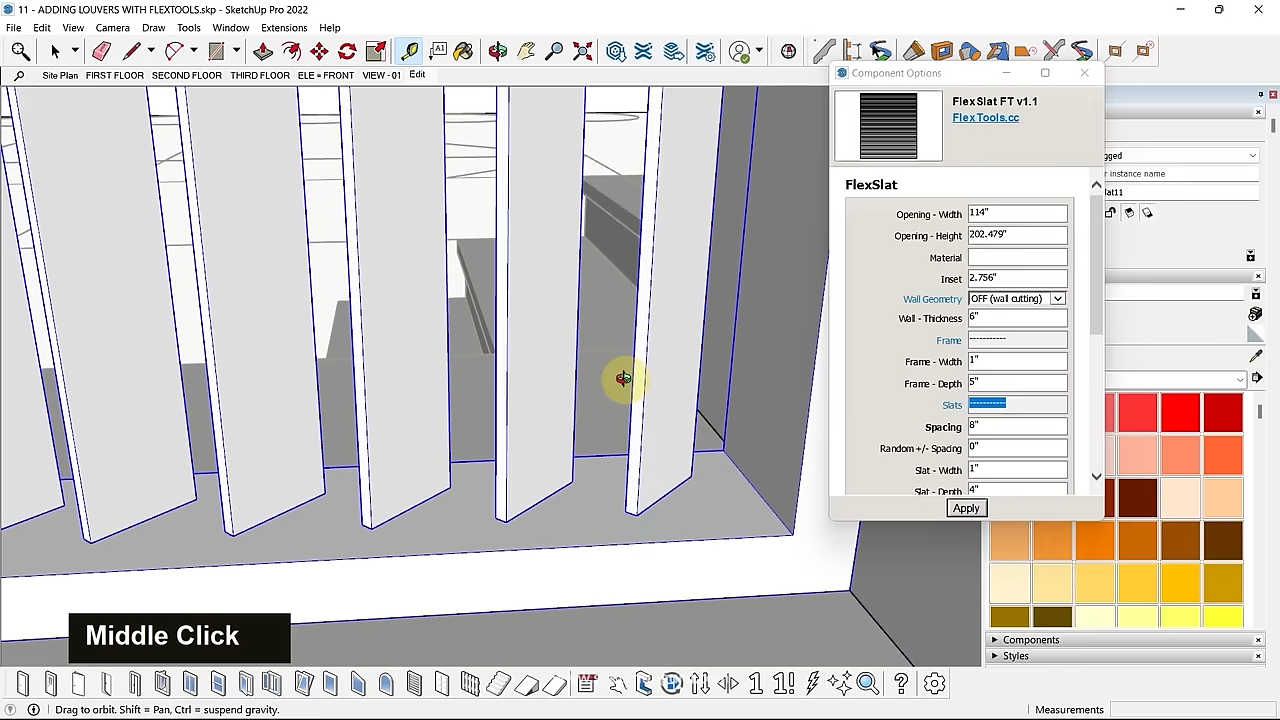 11 - ADDING LOUVERS WITH FLEXTOOLS.skp - SketchUp Pro 2022
File Edit View Camera Draw Tools Window Extensions Help
Site Plan FIRST FLOOR SECOND FLOOR THIRD FLOOR ELE = FRONT VIEW - 01 Edit
Component Options
FlexSlat FT v1.1
FlexTools.cc
FlexSlat
Opening - Width 114"
Opening - Height 202.479"
Material
Inset 2.756"
Wall Geometry OFF (wall cutting)
Wall - Thickness 6"
Frame -----------
Frame - Width 1"
Frame - Depth 5"
Slats -----------
Spacing 8"
Random +/- Spacing 0"
Slat - Width 1"
Slat - Depth 4"
Apply
gged
r instance name
lat11
Components
Styles
Middle Click
Drag to orbit. Shift = Pan, Ctrl = suspend gravity.
Measurements